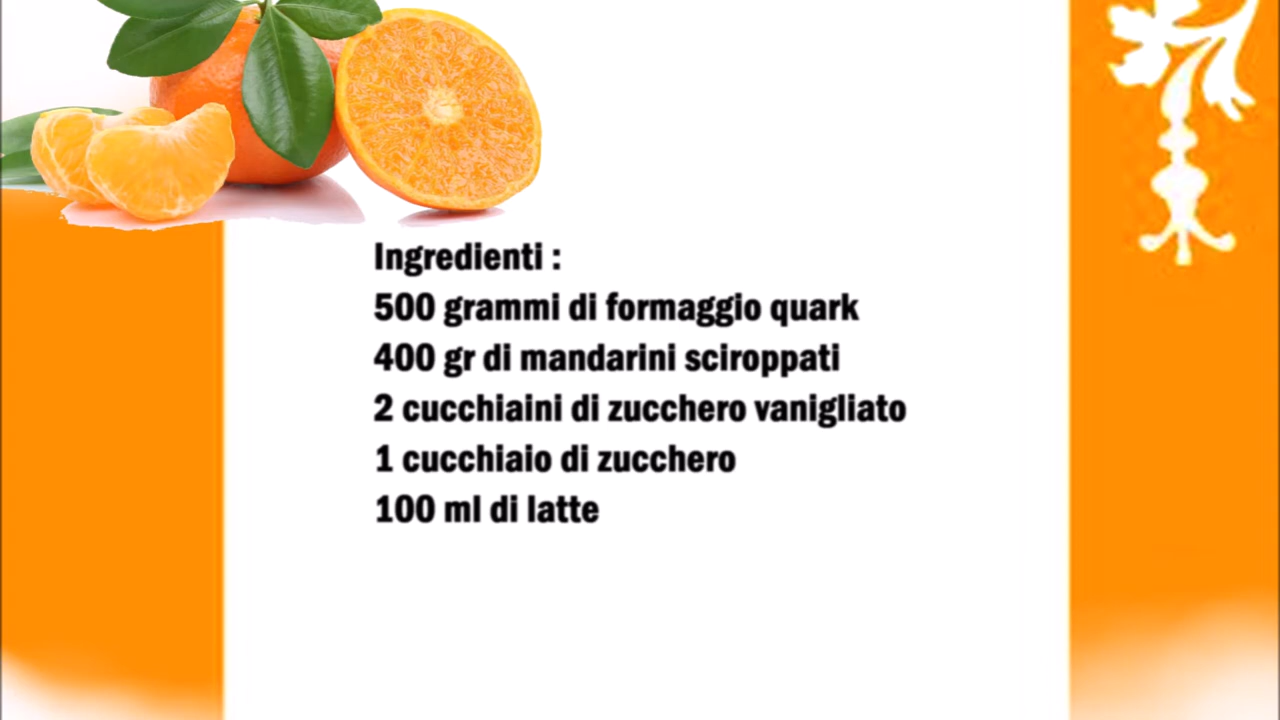 Ingredienti :
500 grammi di formaggio quark
400 gr di mandarini sciroppati
2 cucchiaini di zucchero vanigliato
1 cucchiaio di zucchero
100 ml di latte